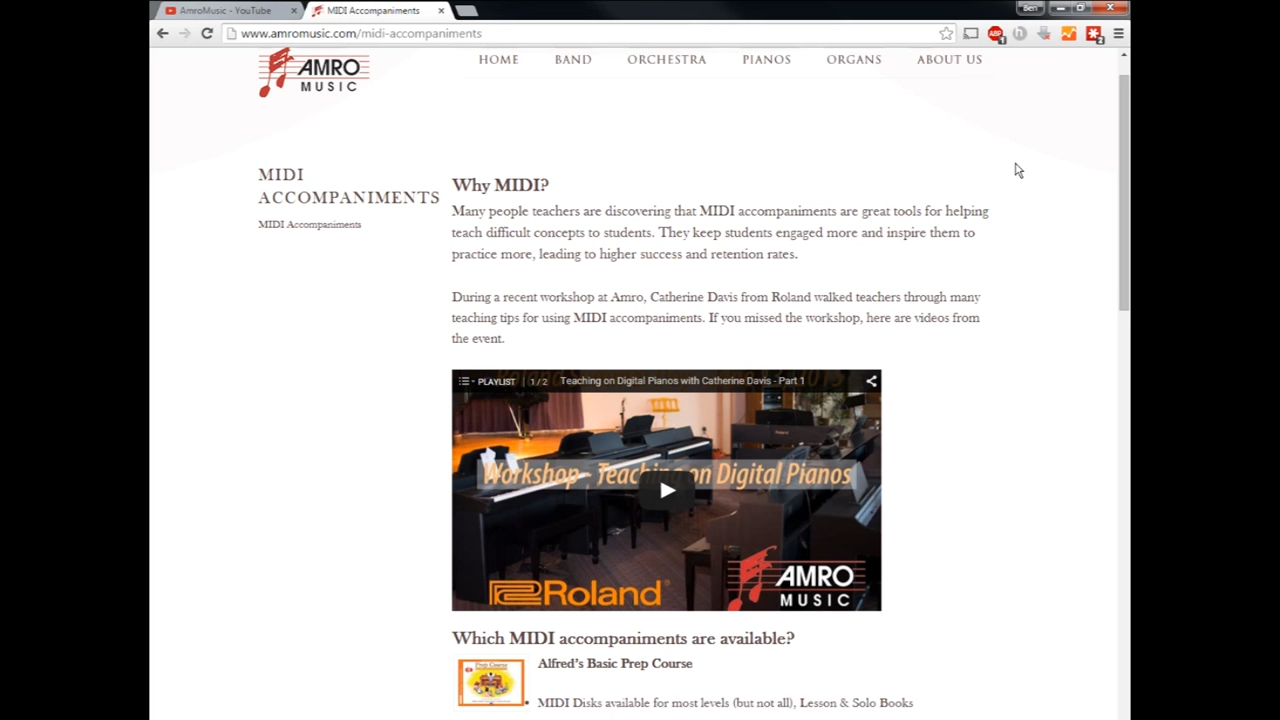 AmroMusic - YouTube
MIDI Accompaniments
Ben
www.amromusic.com/midi-accompaniments
ABP
AMRO
MUSIC
HOME
BAND
ORCHESTRA
PIANOS
ORGANS
ABOUT US
MIDI
ACCOMPANIMENTS
MIDI Accompaniments
Why MIDI?
Many people teachers are discovering that MIDI accompaniments are great tools for helping
teach difficult concepts to students. They keep students engaged more and inspire them to
practice more, leading to higher success and retention rates.
During a recent workshop at Amro, Catherine Davis from Roland walked teachers through many
teaching tips for using MIDI accompaniments. If you missed the workshop, here are videos from
the event.
PLAYLIST 1/2 Teaching on Digital Pianos with Catherine Davis - Part 1
Workshop - Teaching on Digital Pianos
Roland
AMRO
MUSIC
Which MIDI accompaniments are available?
Prep Course
Alfred's Basic Prep Course
• MIDI Disks available for most levels (but not all), Lesson & Solo Books